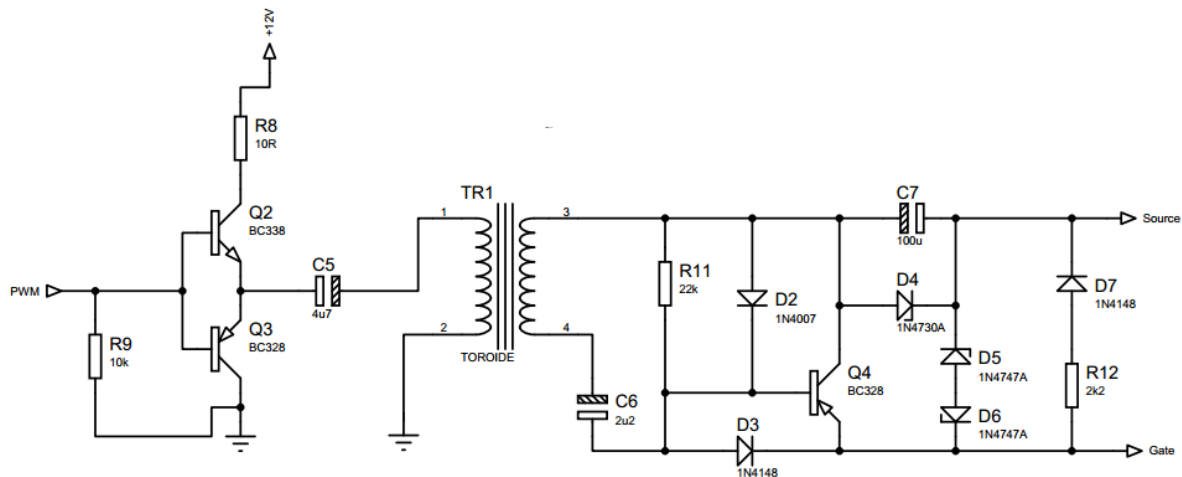 +12V
R8
10R
Q2
BC338
PWM
R9
10k
Q3
BC328
C5
4u7
TR1
1
2
3
4
TOROIDE
C6
2u2
R11
22k
D2
1N4007
D3
1N4148
Q4
BC328
C7
100u
D4
1N4730A
D5
1N4747A
D6
1N4747A
D7
1N4148
R12
2k2
Source
Gate